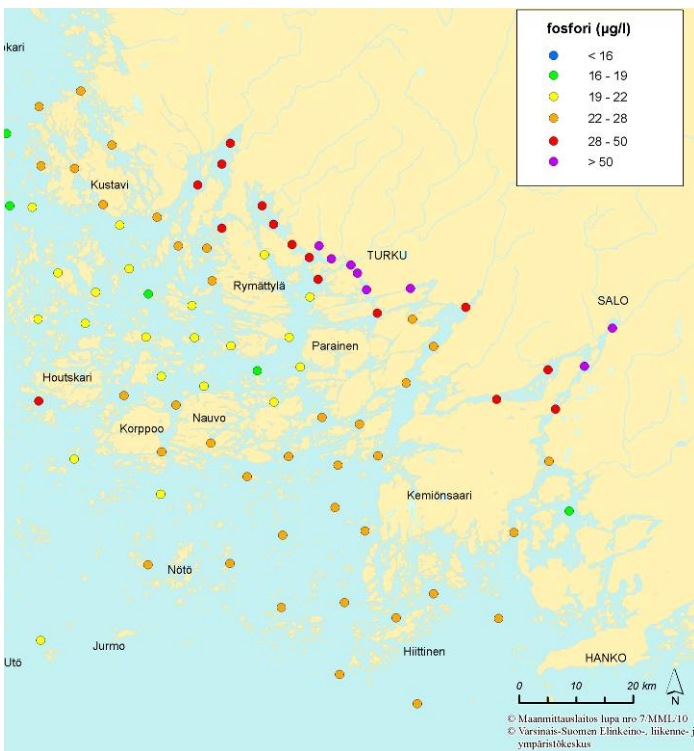 okari
fosfori (µg/l)
< 16
16 - 19
19 - 22
22 - 28
28 - 50
> 50
Kustavi
TURKU
Rymättylä
SALO
Parainen
Houtskari
Nauvo
Korppoo
Kemiönsaari
Nötö
Jurmo
Utö
Hiittinen
HANKO
0 10 20 km
N
© Maanmittauslaitos lupa nro 7/MML/10
© Varsinais-Suomen Elinkeino-, liikenne- j
ympäristökeskus